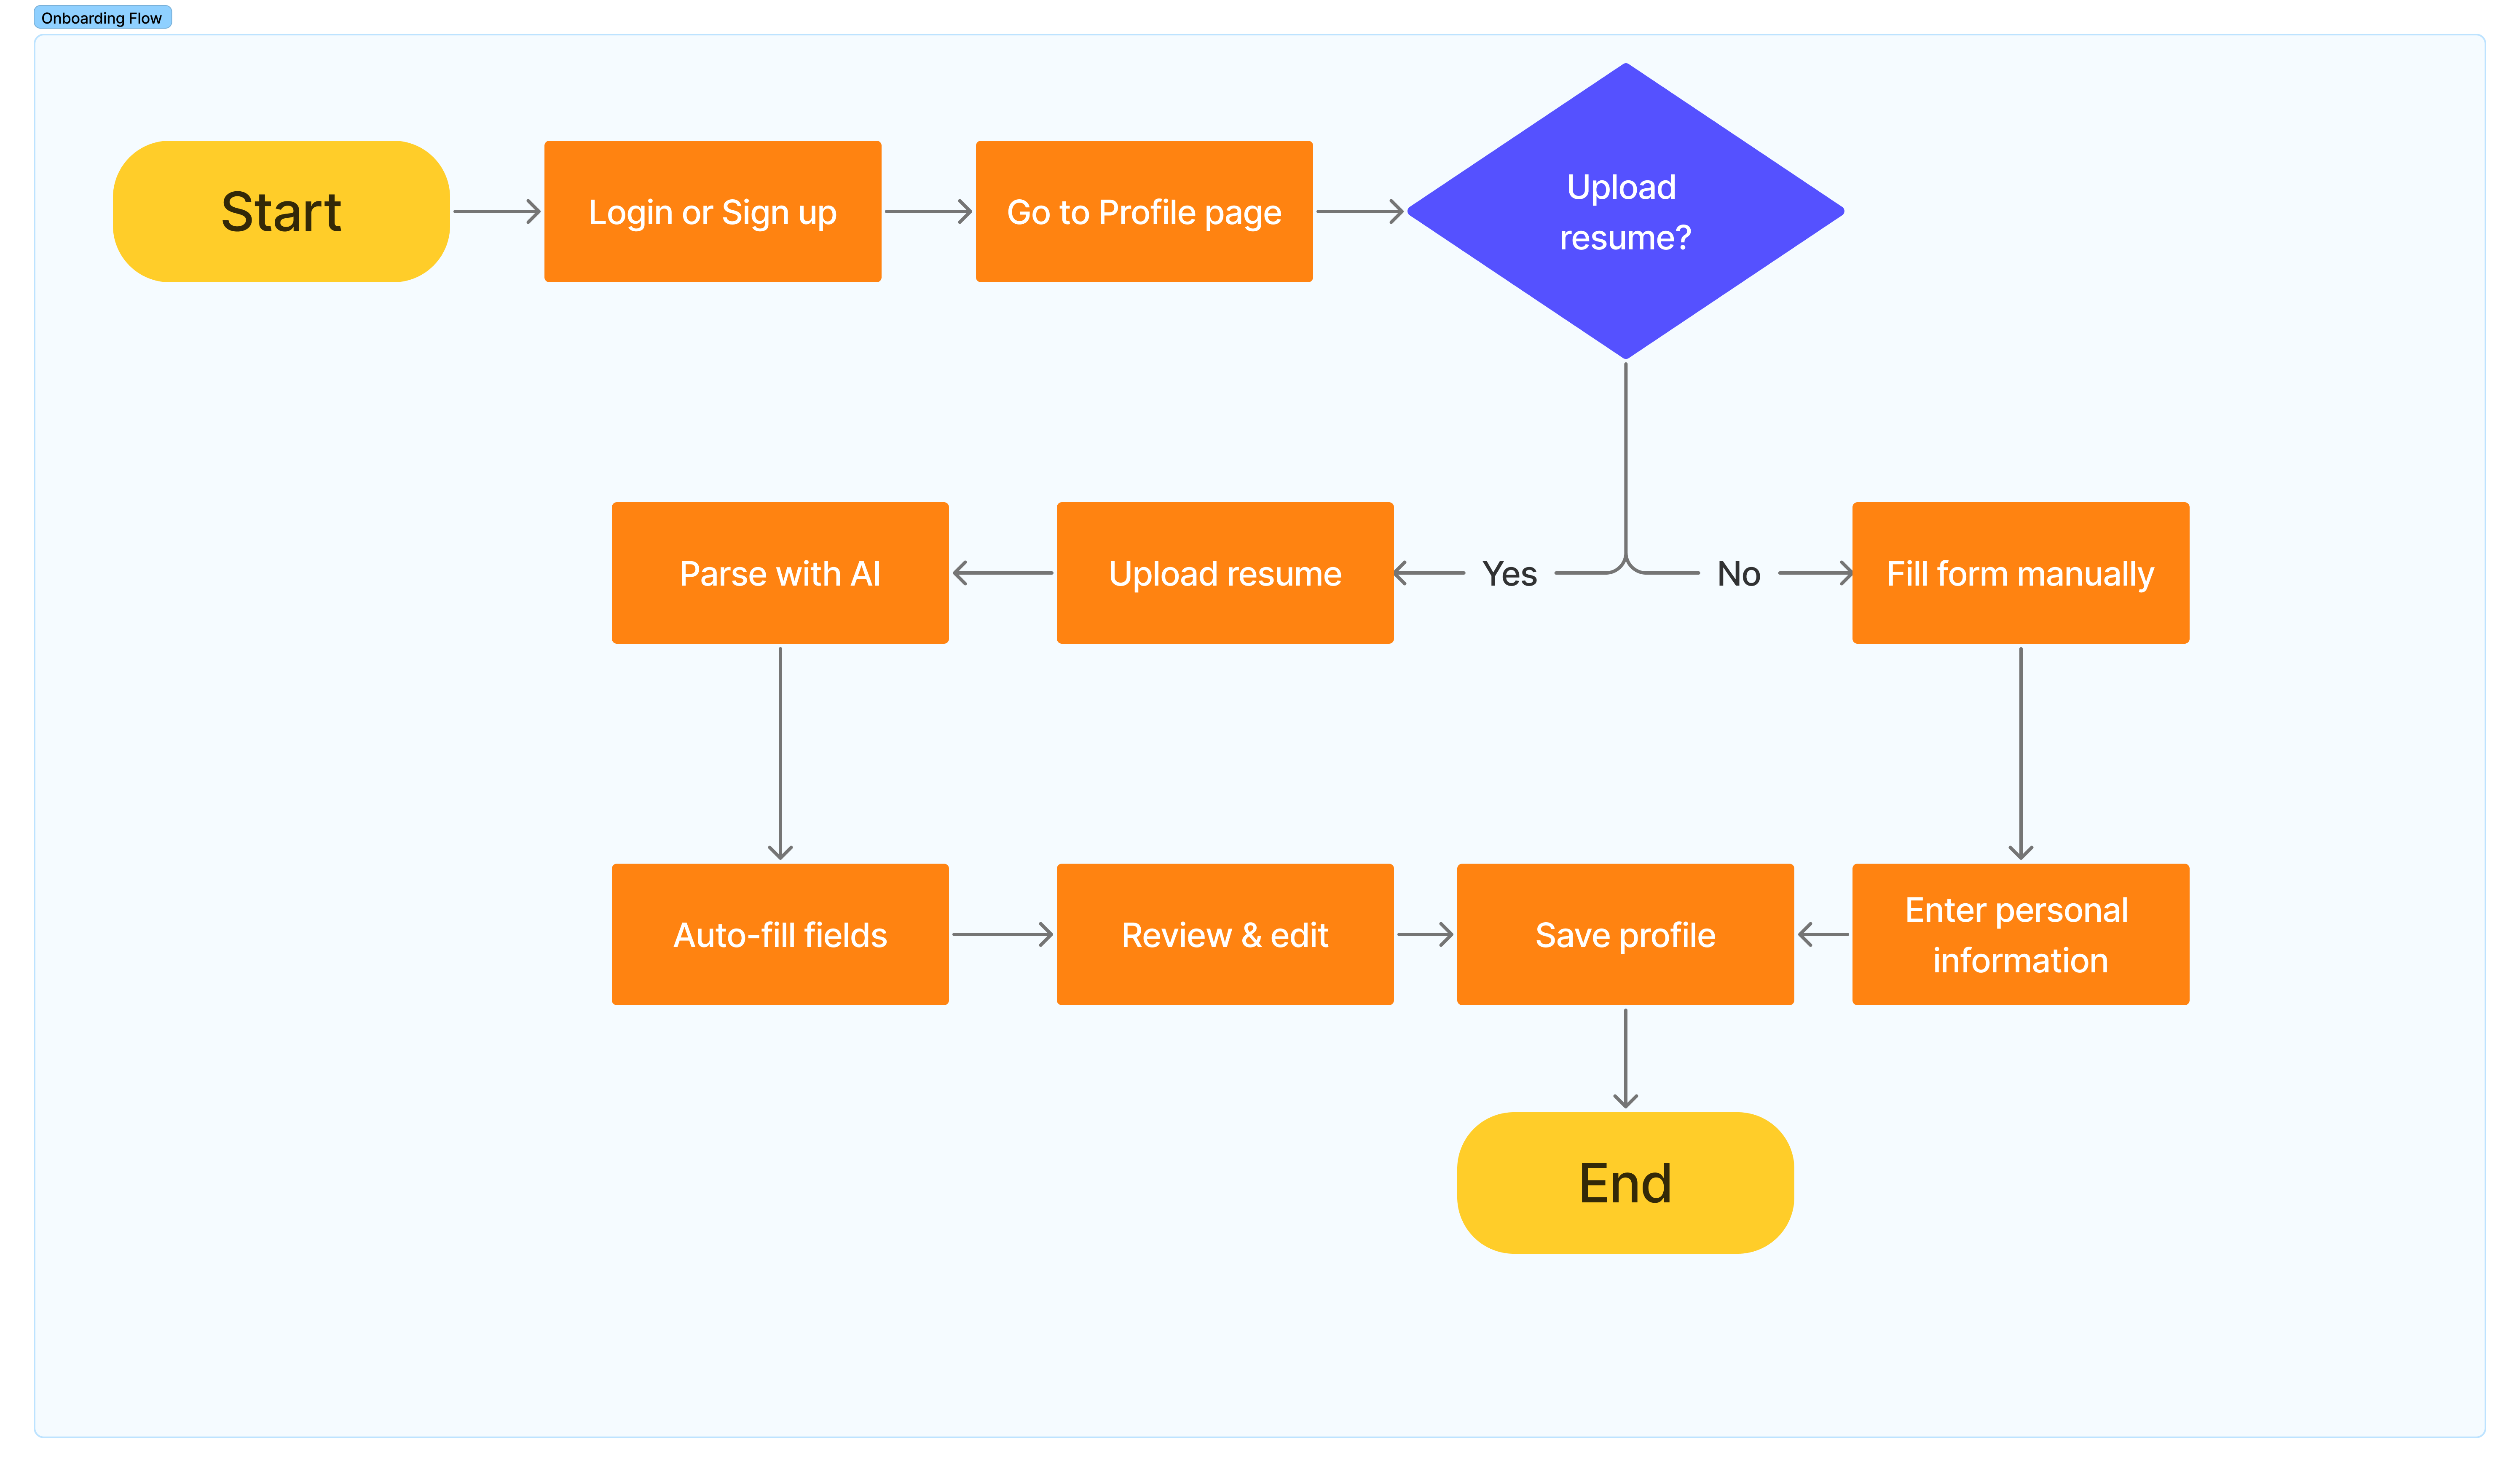 Onboarding Flow
Start
Login or Sign up
Go to Profile page
Upload
resume?
Parse with AI
Upload resume
Yes
No
Fill form manually
Auto-fill fields
Review & edit
Save profile
Enter personal
information
End